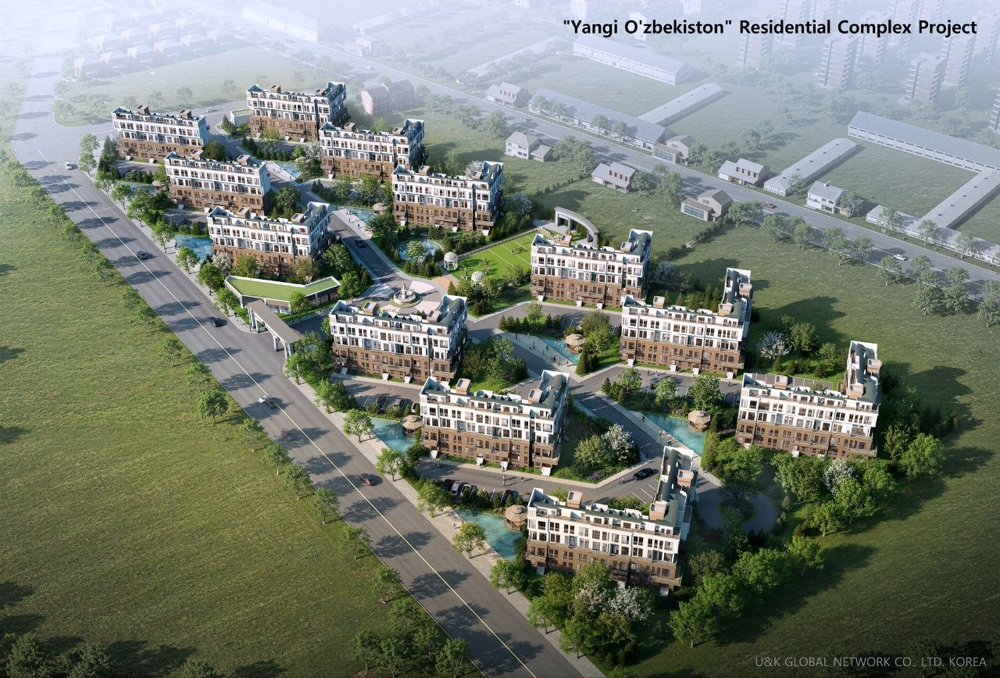 "Yangi O'zbekiston" Residential Complex Project
U&K GLOBAL NETWORK CO., LTD. KOREA